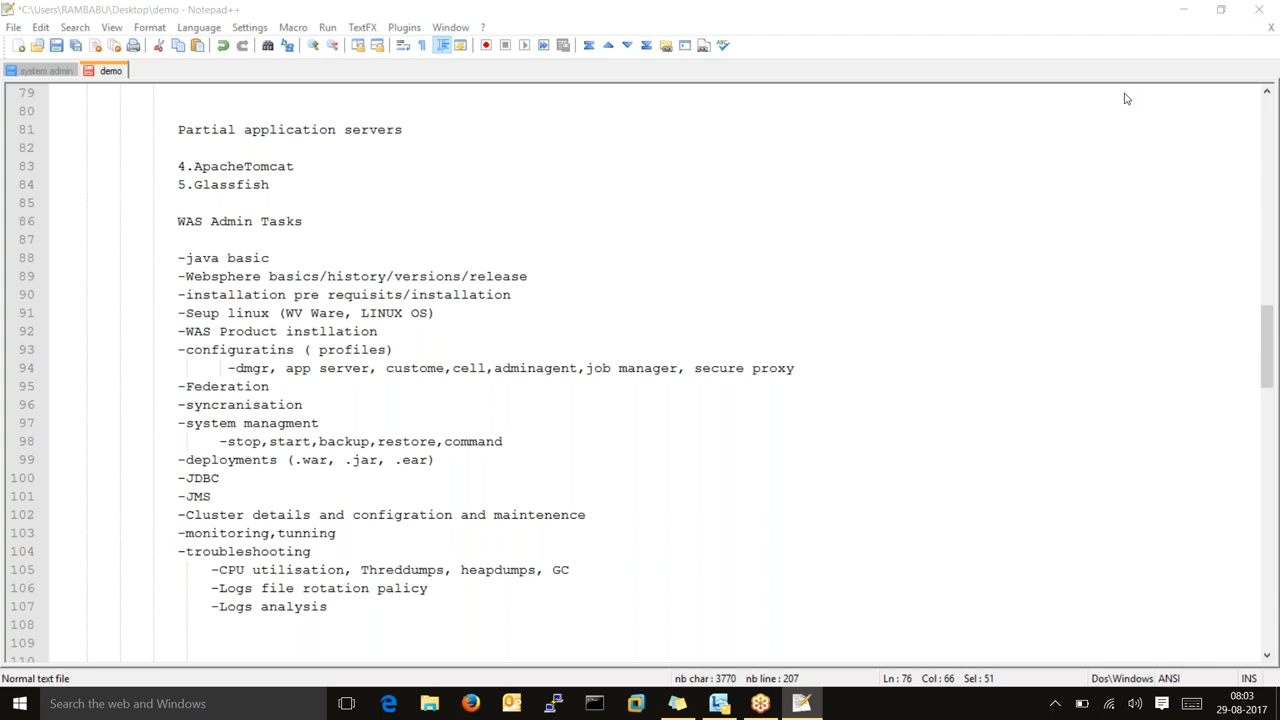 *C:\Users\RAMBABU\Desktop\demo - Notepad++
File Edit Search View Format Language Settings Macro Run TextFX Plugins Window ? X
system admin demo
79
80
81 Partial application servers
82
83 4.ApacheTomcat
84 5.Glassfish
85
86 WAS Admin Tasks
87
88 -java basic
89 -Websphere basics/history/versions/release
90 -installation pre requisits/installation
91 -Seup linux (WV Ware, LINUX OS)
92 -WAS Product instllation
93 -configuratins ( profiles)
94 -dmgr, app server, custome,cell,adminagent,job manager, secure proxy
95 -Federation
96 -syncranisation
97 -system managment
98 -stop,start,backup,restore,command
99 -deployments (.war, .jar, .ear)
100 -JDBC
101 -JMS
102 -Cluster details and configration and maintenence
103 -monitoring,tunning
104 -troubleshooting
105 -CPU utilisation, Threddumps, heapdumps, GC
106 -Logs file rotation palicy
107 -Logs analysis
108
109
110
Normal text file nb char: 3770 nb line: 207 Ln: 76 Col: 66 Sel: 51 Dos\Windows ANSI INS
Search the web and Windows 08:03
29-08-2017